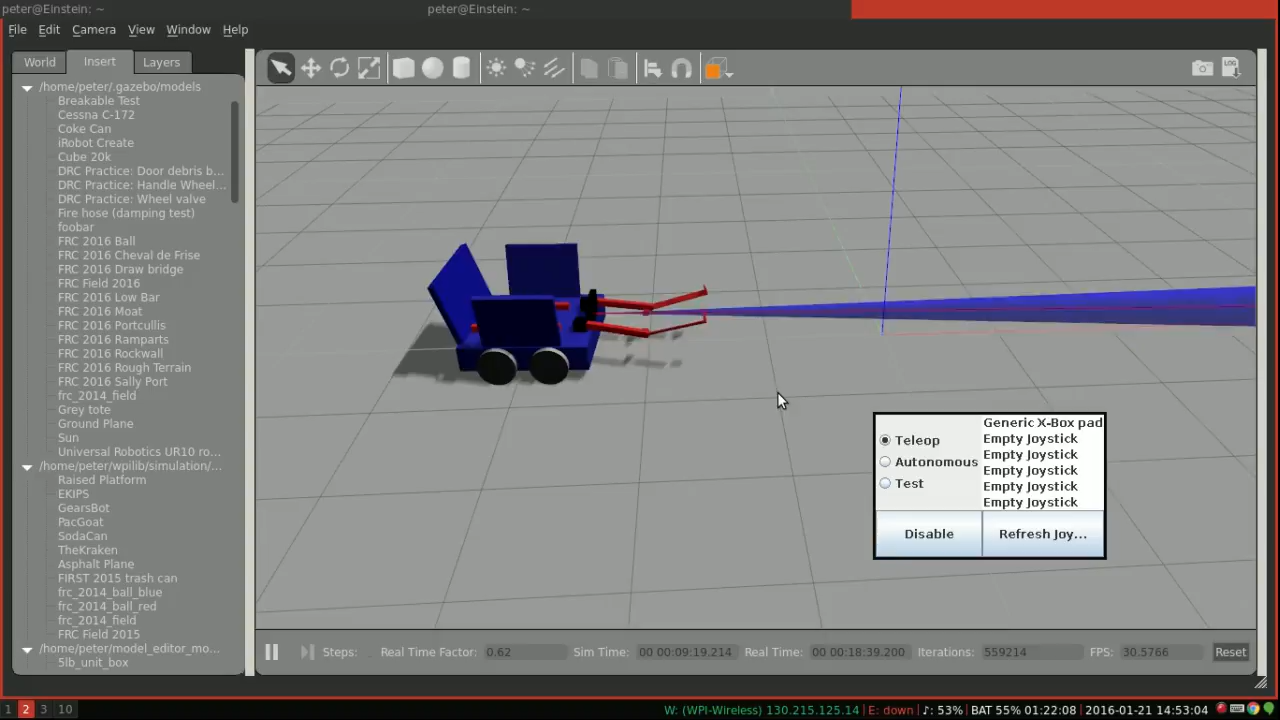 peter@Einstein: ~
peter@Einstein: ~
File Edit Camera View Window Help
World Insert Layers
/home/peter/.gazebo/models
Breakable Test
Cessna C-172
Coke Can
iRobot Create
Cube 20k
DRC Practice: Door debris b...
DRC Practice: Handle Wheel...
DRC Practice: Wheel valve
Fire hose (damping test)
foobar
FRC 2016 Ball
FRC 2016 Cheval de Frise
FRC 2016 Draw bridge
FRC Field 2016
FRC 2016 Low Bar
FRC 2016 Moat
FRC 2016 Portcullis
FRC 2016 Ramparts
FRC 2016 Rockwall
FRC 2016 Rough Terrain
FRC 2016 Sally Port
frc_2014_field
Grey tote
Ground Plane
Sun
Universal Robotics UR10 ro...
/home/peter/wpilib/simulation/...
Raised Platform
EKIPS
GearsBot
PacGoat
SodaCan
TheKraken
Asphalt Plane
FIRST 2015 trash can
frc_2014_ball_blue
frc_2014_ball_red
frc_2014_field
FRC Field 2015
/home/peter/model_editor_mo...
5lb_unit_box
LOG
Teleop
Autonomous
Test
Generic X-Box pad
Empty Joystick
Empty Joystick
Empty Joystick
Empty Joystick
Empty Joystick
Disable Refresh Joy...
Steps: Real Time Factor: 0.62 Sim Time: 00 00:09:19.214 Real Time: 00 00:18:39.200 Iterations: 559214 FPS: 30.5766 Reset
1 2 3 10 W: (WPI-Wireless) 130.215.125.14 | E: down | ♪: 53% | BAT 55% 01:22:08 | 2016-01-21 14:53:04